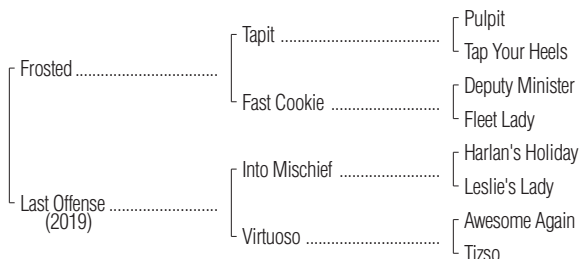 Pulpit
Tapit ..........................................
Tap Your Heels
Frosted .....................................
Deputy Minister
Fast Cookie ............................
Fleet Lady
Harlan's Holiday
Into Mischief ..........................
Leslie's Lady
Last Offense ............................
(2019)
Awesome Again
Virtuoso ...................................
Tizso